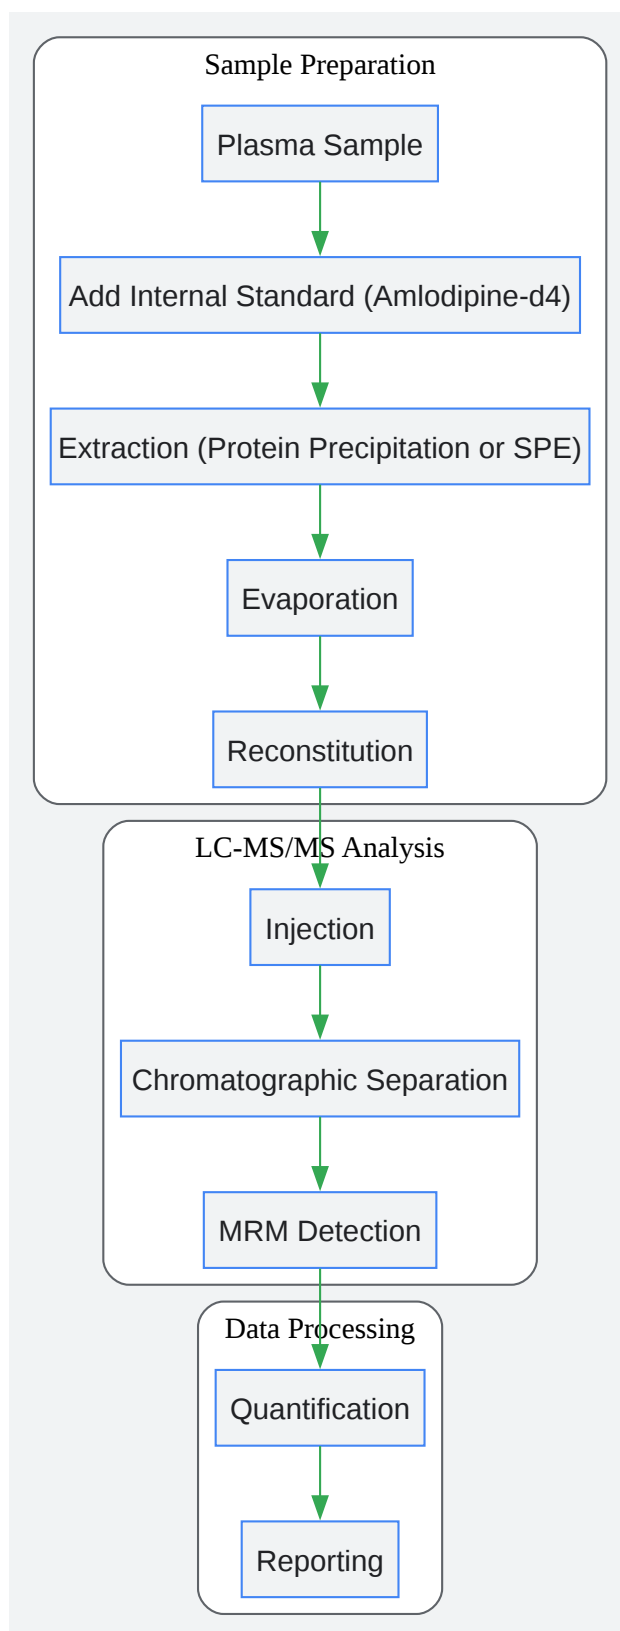 Sample Preparation
Plasma Sample
Add Internal Standard (Amlodipine-d4)
Extraction (Protein Precipitation or SPE)
Evaporation
Reconstitution
LC-MS/MS Analysis
Injection
Chromatographic Separation
MRM Detection
Data Processing
Quantification
Reporting